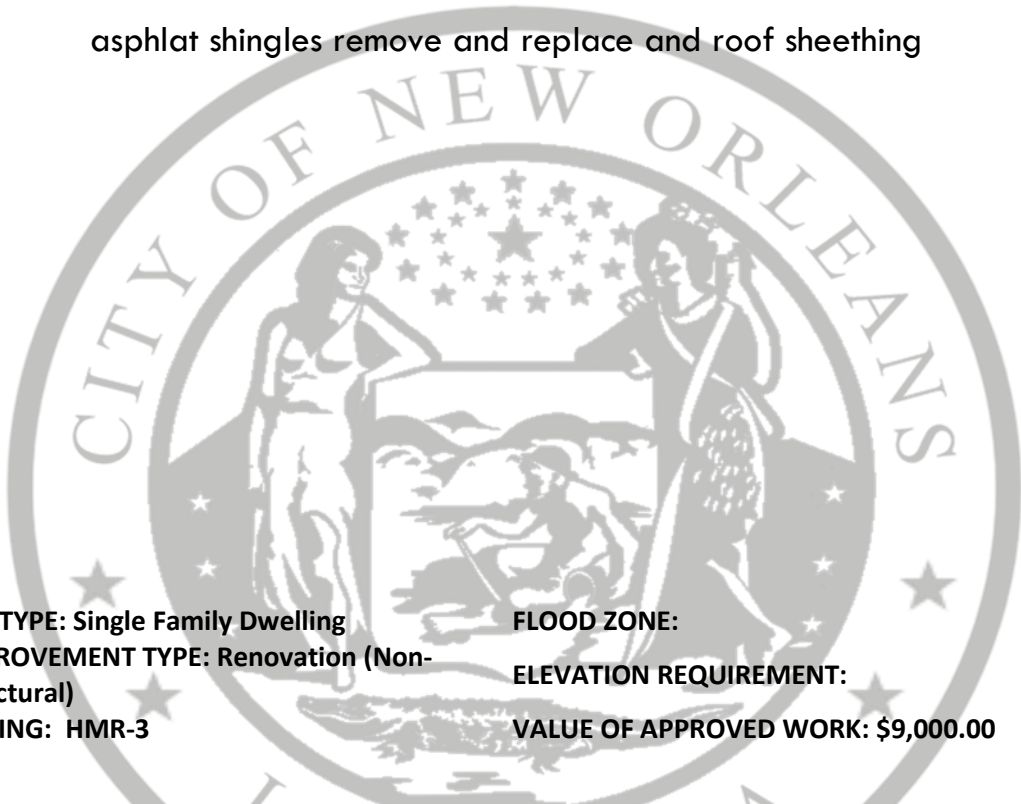 asphlat shingles remove and replace and roof sheething
CITY OF NEW ORLEANS
TYPE: Single Family Dwelling
ROVEMENT TYPE: Renovation (Non-
ctural)
ING: HMR-3
FLOOD ZONE:
ELEVATION REQUIREMENT:
VALUE OF APPROVED WORK: $9,000.00